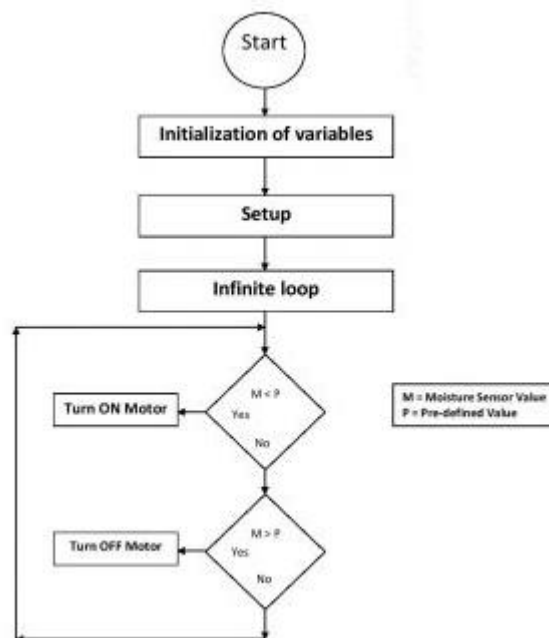 Start
Initialization of variables
Setup
Infinite loop
M < P
Turn ON Motor
Yes
No
M = Moisture Sensor Value
P = Pre-defined Value
M > P
Turn OFF Motor
Yes
No